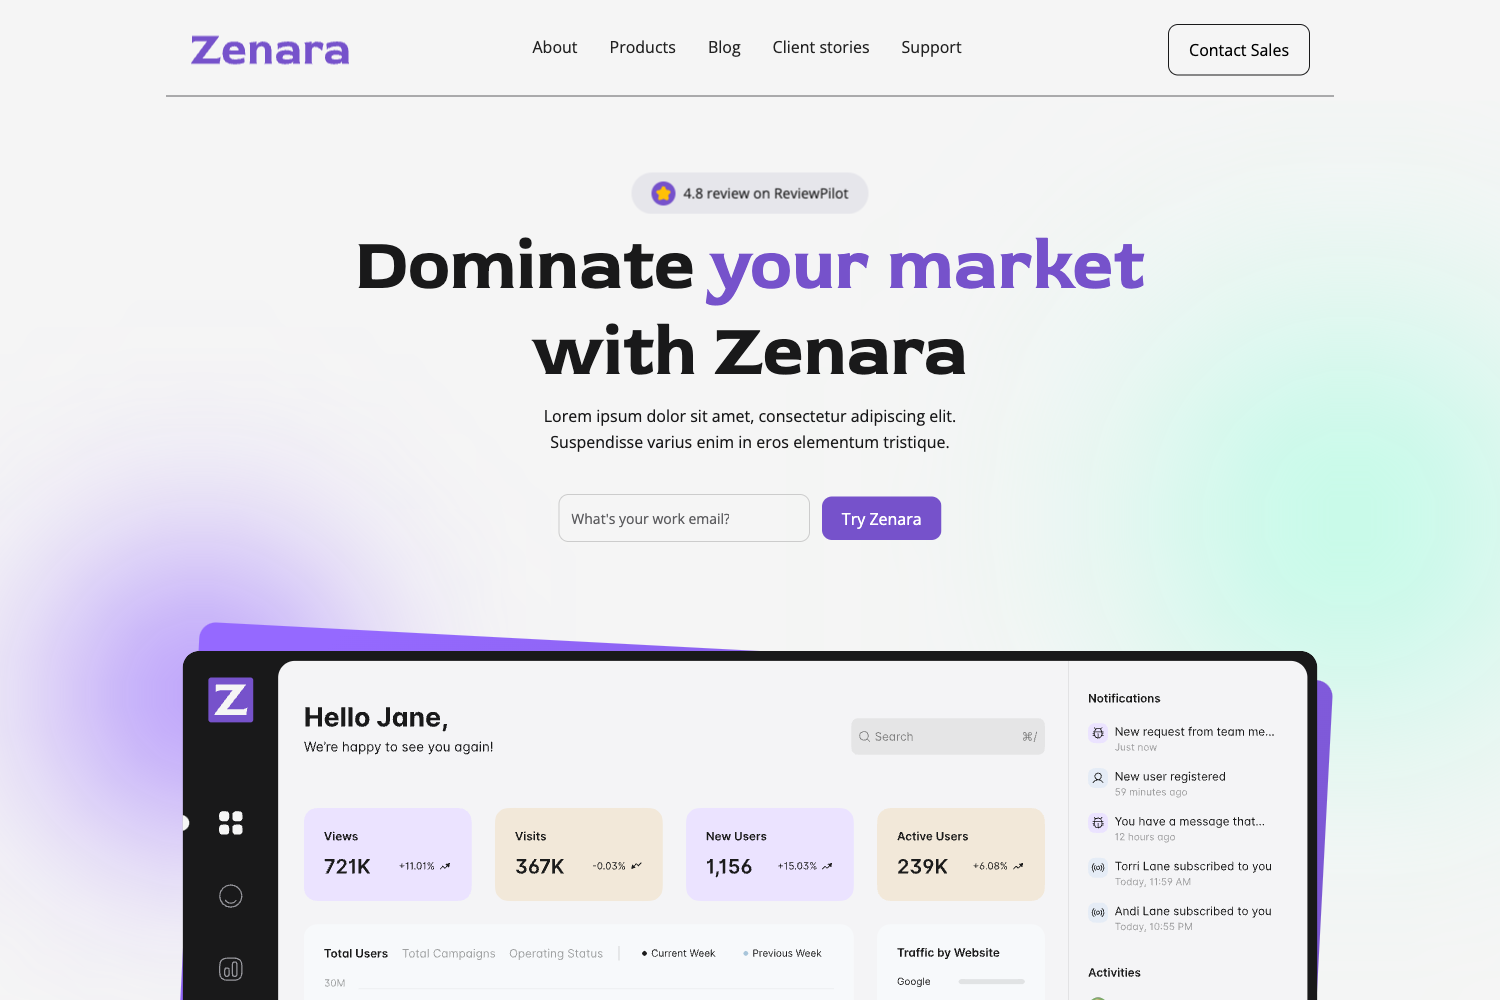 Zenara
About
Products
Blog
Client stories
Support
Contact Sales
4.8 review on ReviewPilot
Dominate your market
with Zenara
Lorem ipsum dolor sit amet, consectetur adipiscing elit.
Suspendisse varius enim in eros elementum tristique.
What's your work email?
Try Zenara
Z
Hello Jane,
We're happy to see you again!
Search
⌘/
Views
721K
+11.01%
Visits
367K
-0.03%
New Users
1,156
+15.03%
Active Users
239K
+6.08%
Total Users
Total Campaigns
Operating Status
Current Week
Previous Week
30M
Traffic by Website
Google
Notifications
New request from team me...
Just now
New user registered
59 minutes ago
You have a message that...
12 hours ago
Torri Lane subscribed to you
Today, 11:59 AM
Andi Lane subscribed to you
Today, 10:55 PM
Activities